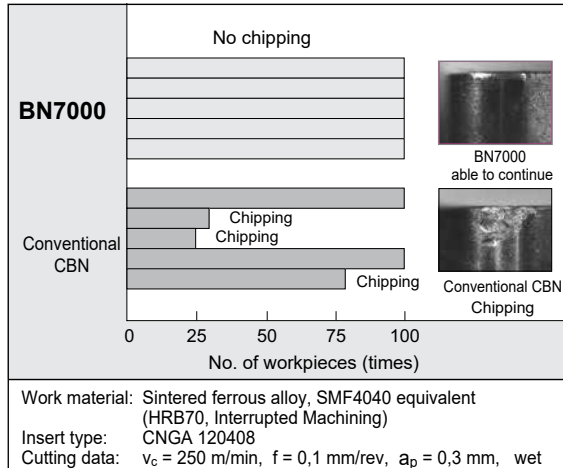 No chipping
BN7000
BN7000
able to continue
Chipping
Chipping
Conventional
CBN
Chipping
Conventional CBN
Chipping
0 25 50 75 100
No. of workpieces (times)
Work material: Sintered ferrous alloy, SMF4040 equivalent
(HRB70, Interrupted Machining)
Insert type: CNGA 120408
Cutting data: vc = 250 m/min, f = 0,1 mm/rev, ap = 0,3 mm, wet